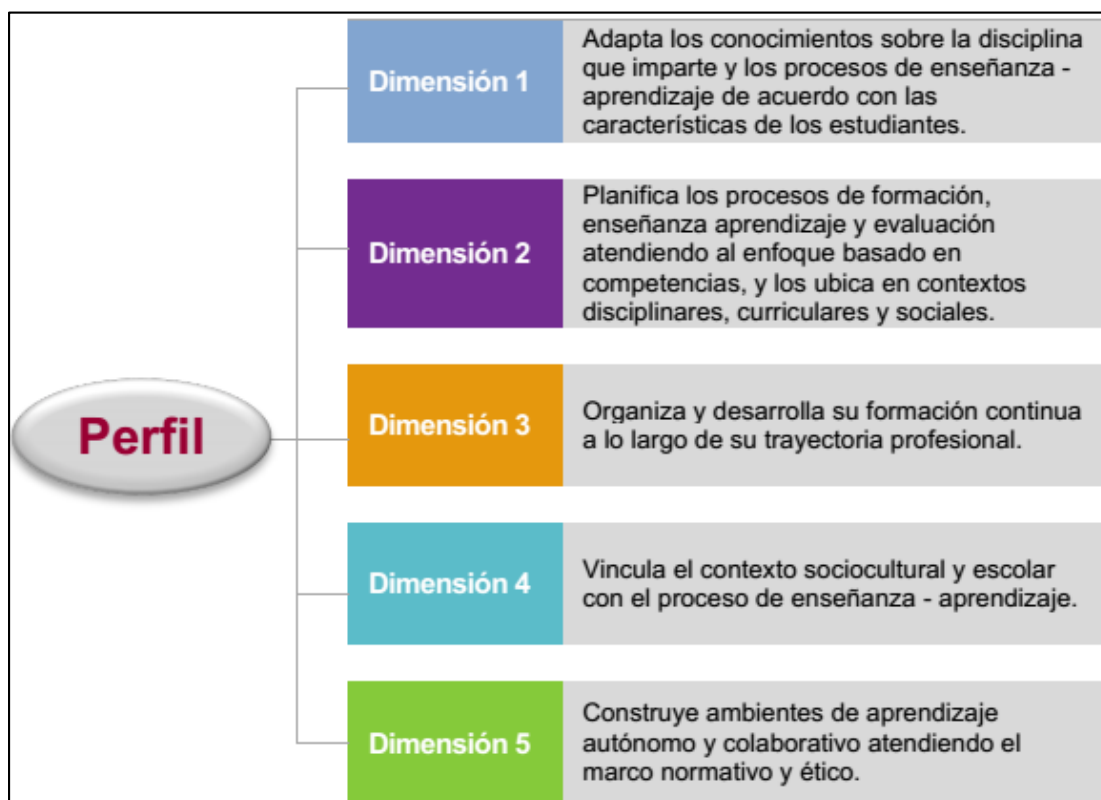 Dimensión 1
Adapta los conocimientos sobre la disciplina
que imparte y los procesos de enseñanza -
aprendizaje de acuerdo con las
características de los estudiantes.
Dimensión 2
Planifica los procesos de formación,
enseñanza aprendizaje y evaluación
atendiendo al enfoque basado en
competencias, y los ubica en contextos
disciplinares, curriculares y sociales.
Perfil
Dimensión 3
Organiza y desarrolla su formación continua
a lo largo de su trayectoria profesional.
Dimensión 4
Vincula el contexto sociocultural y escolar
con el proceso de enseñanza - aprendizaje.
Dimensión 5
Construye ambientes de aprendizaje
autónomo y colaborativo atendiendo el
marco normativo y ético.